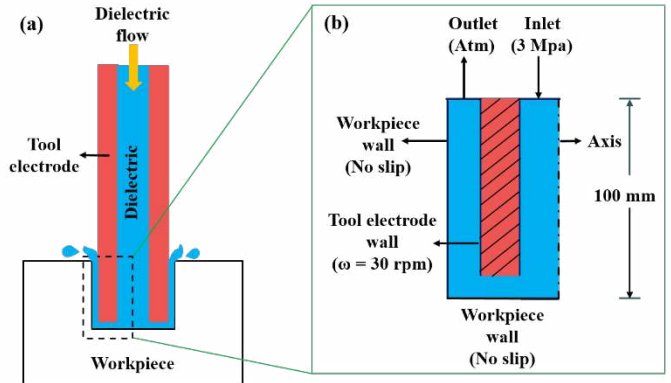 (a)
Dielectric
flow
Tool
electrode
Dielectric
Workpiece
(b)
Outlet
(Atm)
Inlet
(3 Mpa)
Workpiece
wall
(No slip)
Axis
100 mm
Tool electrode
wall
(ω = 30 rpm)
Workpiece
wall
(No slip)